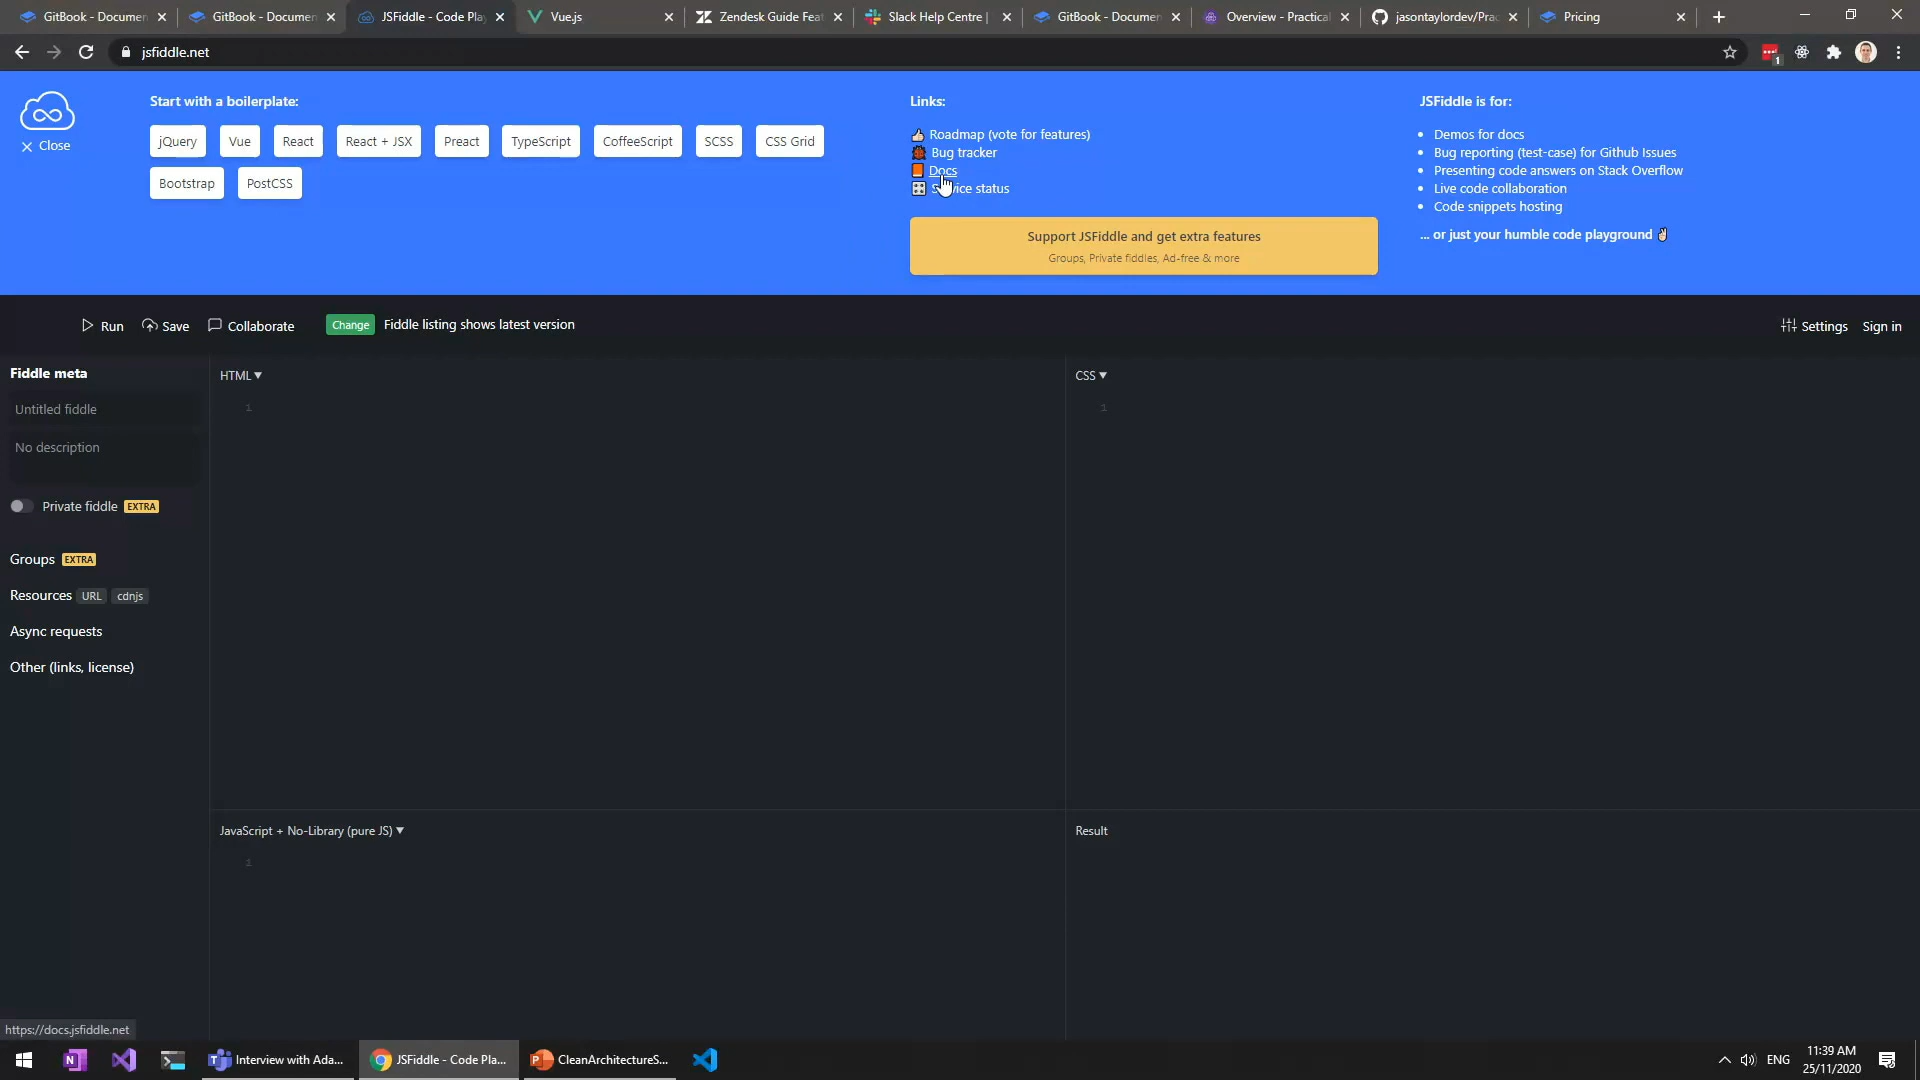 GitBook - Documen
GitBook - Documen
JSFiddle - Code Play
Vue.js
Zendesk Guide Feat
Slack Help Centre |
GitBook - Documen
Overview - Practical
jasontaylordev/Prac
Pricing
jsfiddle.net
1
Start with a boilerplate:
jQuery
Vue
React
React + JSX
Preact
TypeScript
CoffeeScript
SCSS
CSS Grid
Bootstrap
PostCSS
Close
Links:
Roadmap (vote for features)
Bug tracker
Docs
Service status
Support JSFiddle and get extra features
Groups, Private fiddles, Ad-free & more
JSFiddle is for:
Demos for docs
Bug reporting (test-case) for Github Issues
Presenting code answers on Stack Overflow
Live code collaboration
Code snippets hosting
... or just your humble code playground
Run
Save
Collaborate
Change
Fiddle listing shows latest version
Settings
Sign in
Fiddle meta
Untitled fiddle
No description
Private fiddle EXTRA
Groups EXTRA
Resources URL cdnjs
Async requests
Other (links, license)
HTML
1
CSS
1
JavaScript + No-Library (pure JS)
1
Result
https://docs.jsfiddle.net
Interview with Ada...
JSFiddle - Code Pla...
CleanArchitectureS...
ENG
11:39 AM
25/11/2020